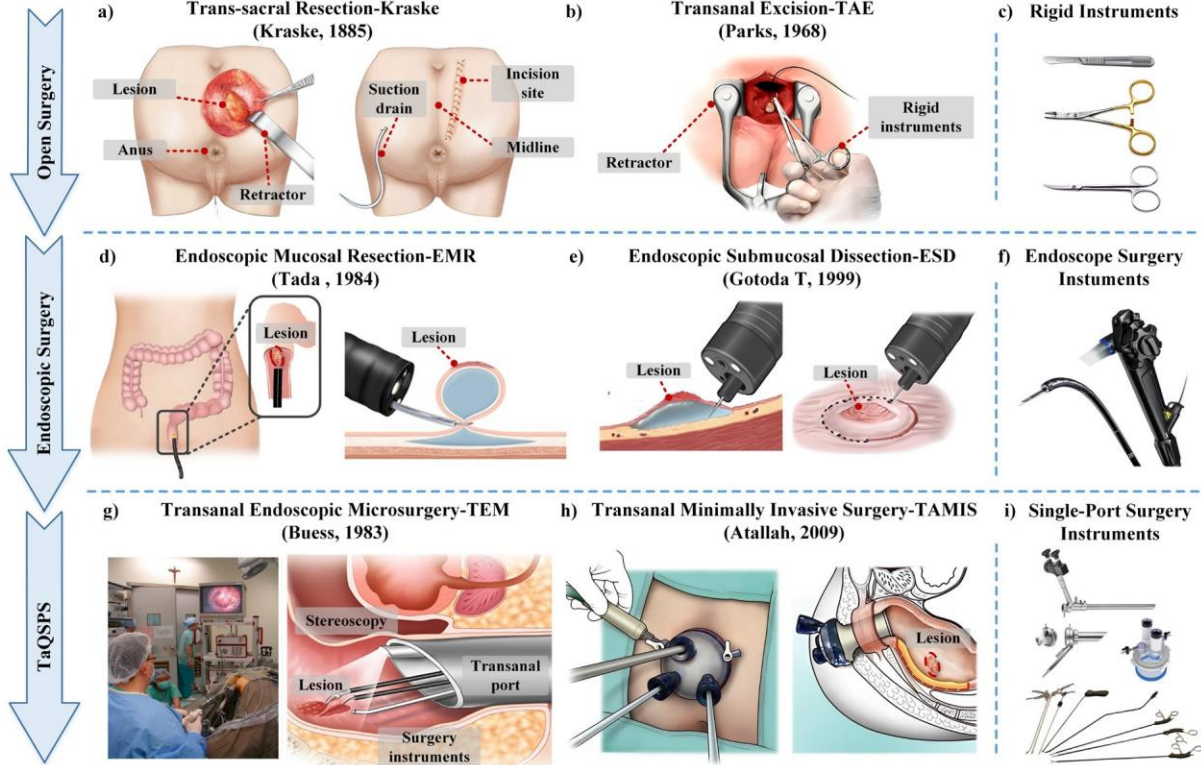 Open Surgery
a)
Trans-sacral Resection-Kraske
(Kraske, 1885)
Lesion
Anus
Retractor
Suction
drain
Incision
site
Midline
b)
Transanal Excision-TAE
(Parks, 1968)
Retractor
Rigid
instruments
c)
Rigid Instruments
Endoscopic Surgery
d)
Endoscopic Mucosal Resection-EMR
(Tada , 1984)
Lesion
Lesion
e)
Endoscopic Submucosal Dissection-ESD
(Gotoda T, 1999)
Lesion
Lesion
f)
Endoscope Surgery
Instuments
TaQSPS
g)
Transanal Endoscopic Microsurgery-TEM
(Buess, 1983)
Stereoscopy
Lesion
Transanal
port
Surgery
instruments
h)
Transanal Minimally Invasive Surgery-TAMIS
(Atallah, 2009)
Lesion
i)
Single-Port Surgery
Instruments